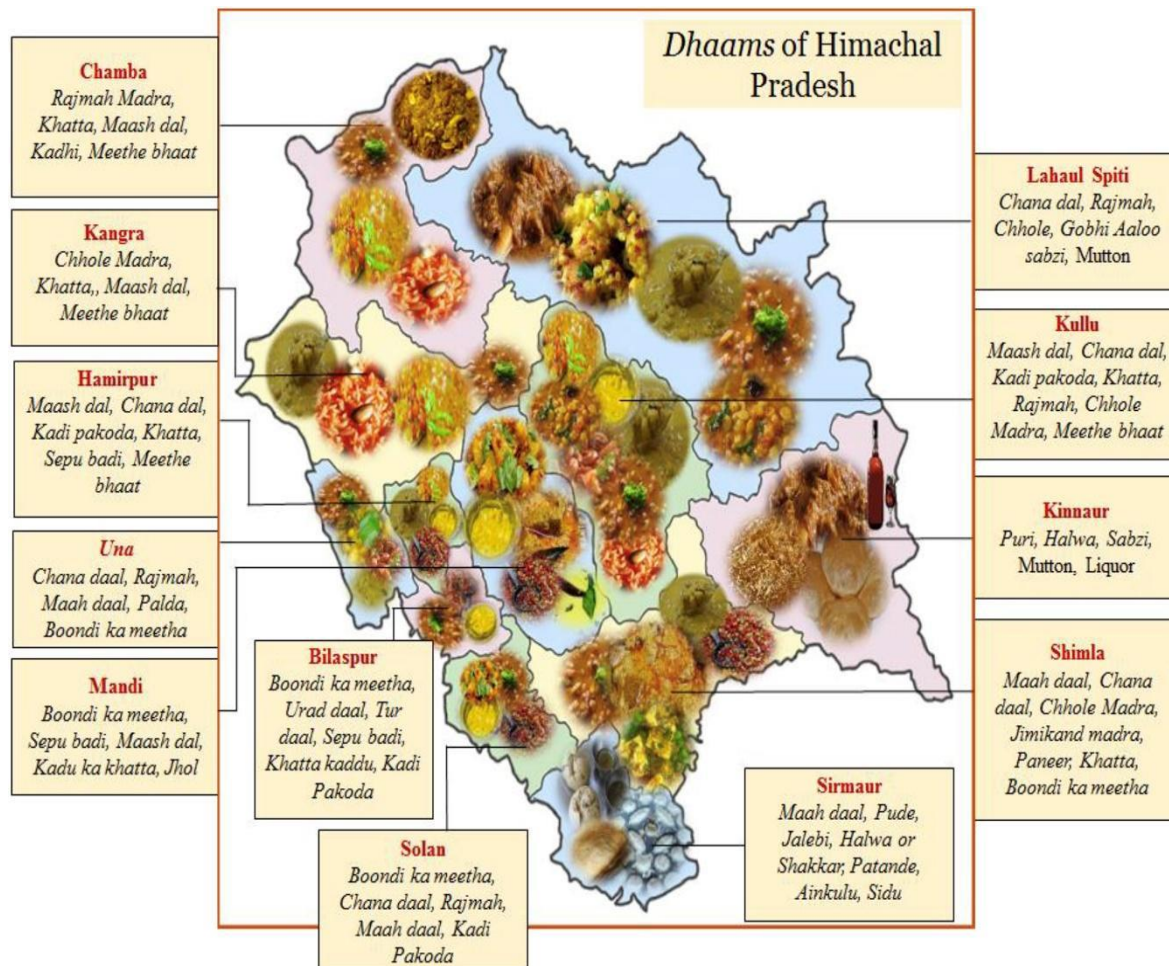 Dhaams of Himachal
Pradesh
Chamba
Rajmah Madra,
Khatta, Maash dal,
Kadhi, Meethe bhaat
Kangra
Chhole Madra,
Khatta,, Maash dal,
Meethe bhaat
Hamirpur
Maash dal, Chana dal,
Kadi pakoda, Khatta,
Sepu badi, Meethe
bhaat
Una
Chana daal, Rajmah,
Maah daal, Palda,
Boondi ka meetha
Mandi
Boondi ka meetha,
Sepu badi, Maash dal,
Kadu ka khatta, Jhol
Bilaspur
Boondi ka meetha,
Urad daal, Tur
daal, Sepu badi,
Khatta kaddu, Kadi
Pakoda
Solan
Boondi ka meetha,
Chana daal, Rajmah,
Maah daal, Kadi
Pakoda
Lahaul Spiti
Chana dal, Rajmah,
Chhole, Gobhi Aaloo
sabzi, Mutton
Kullu
Maash dal, Chana dal,
Kadi pakoda, Khatta,
Rajmah, Chhole
Madra, Meethe bhaat
Kinnaur
Puri, Halwa, Sabzi,
Mutton, Liquor
Shimla
Maah daal, Chana
daal, Chhole Madra,
Jimikand madra,
Paneer, Khatta,
Boondi ka meetha
Sirmaur
Maah daal, Pude,
Jalebi, Halwa or
Shakkar, Patande,
Ainkulu, Sidu